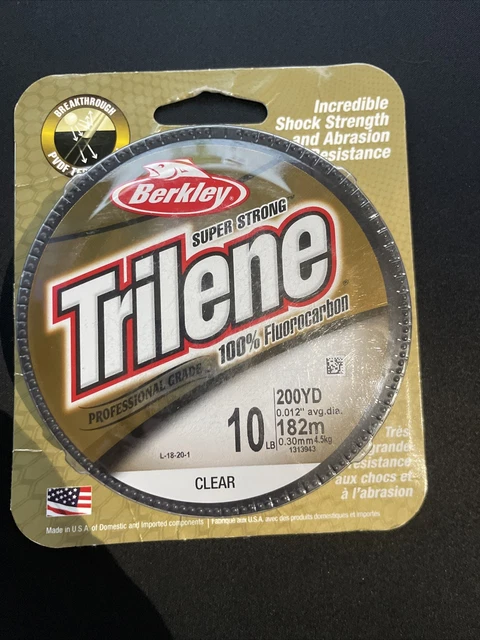 BREAKTHROUGH
PVDF
Incredible
Shock Strength
and Abrasion
Resistance
Berkley
SUPER STRONG
Trilene
100% Fluorocarbon
PROFESSIONAL GRADE
10 LB
200YD
0.012" avg.dia.
182m
0.30mm 4.5kg
1313943
L-18-20-1
CLEAR
Très
grande
résistance
aux chocs et
à l'abrasion
Made in U.S.A. of Domestic and Imported components | Fabriqué aux U.S.A. avec des produits domestiques et importés